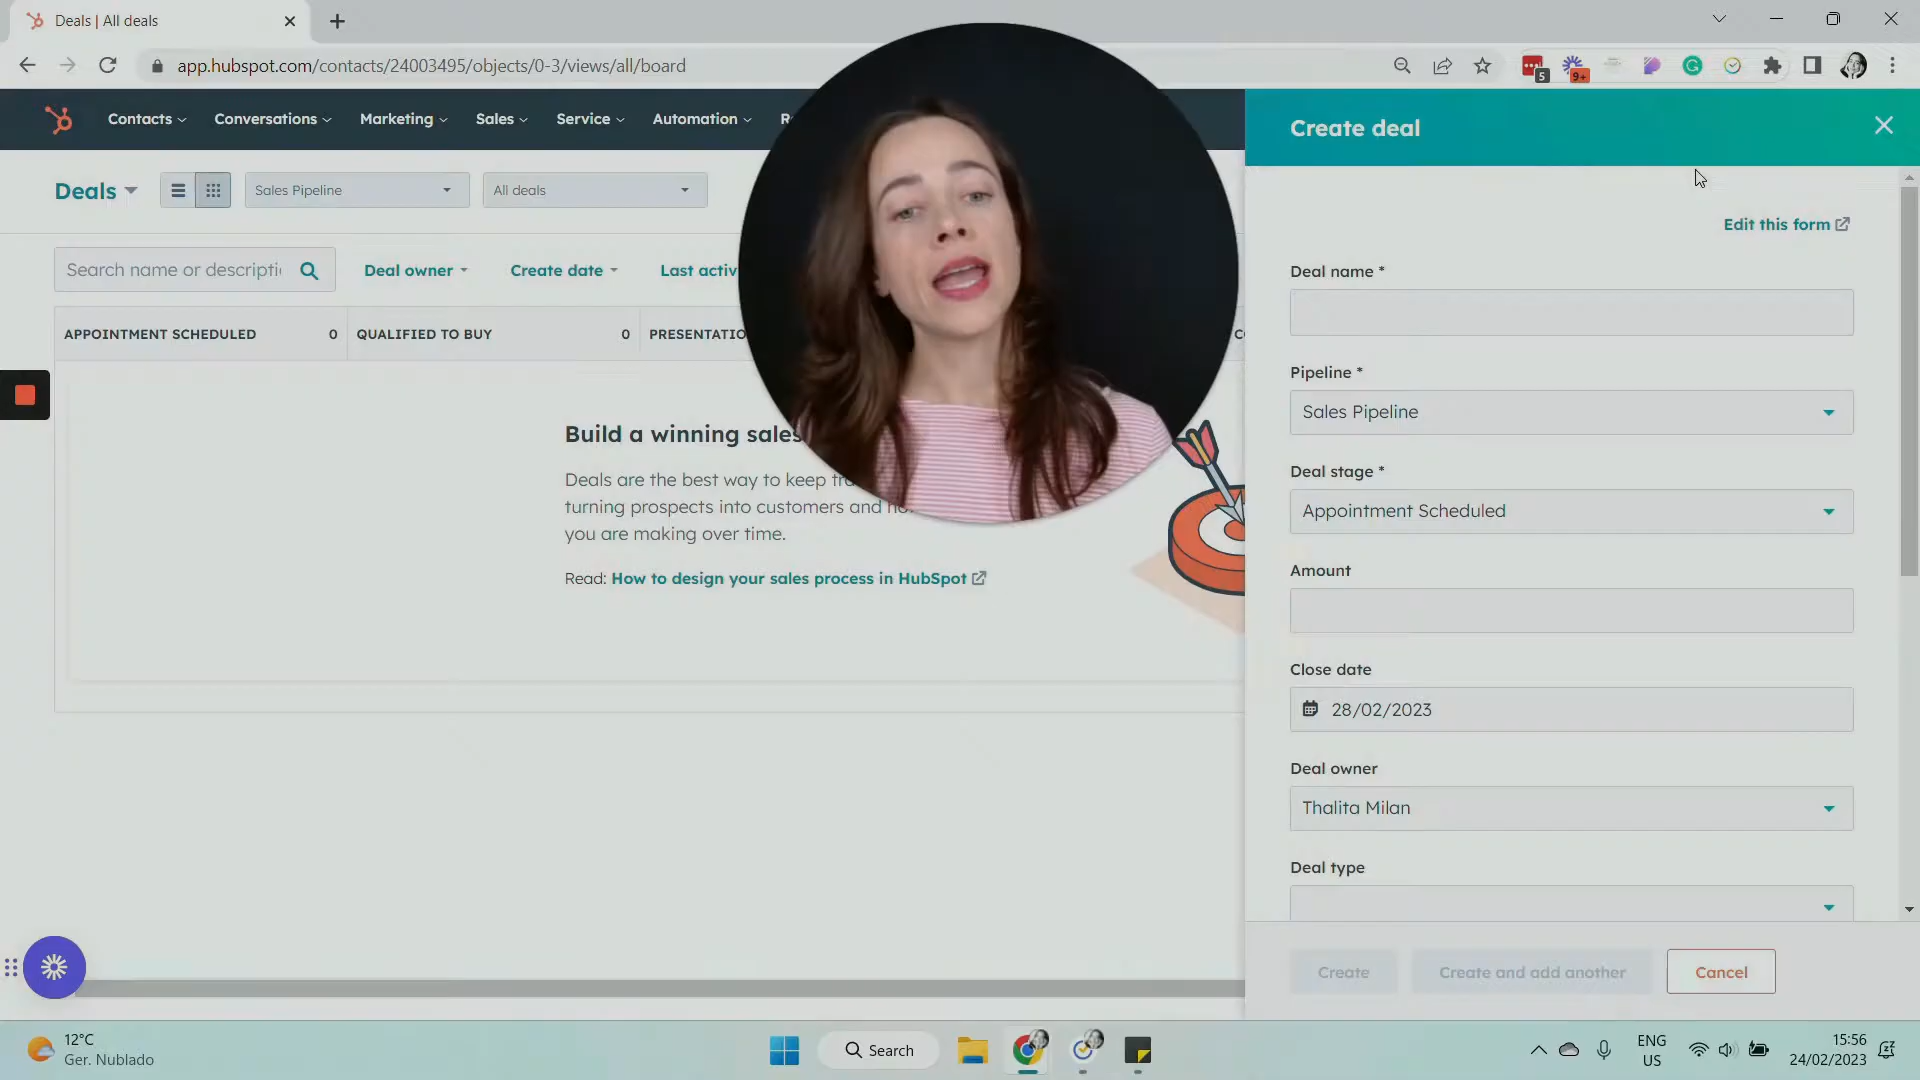 Deals | All deals
app.hubspot.com/contacts/24003495/objects/0-3/views/all/board
5
9+
Contacts
Conversations
Marketing
Sales
Service
Automation
R
Create deal
Deals
Sales Pipeline
All deals
Edit this form
Search name or descripti
Deal owner
Create date
Last activ
APPOINTMENT SCHEDULED 0
QUALIFIED TO BUY 0
PRESENTATIO
Build a winning sales
Deals are the best way to keep tra
turning prospects into customers and ho
you are making over time.
Read: How to design your sales process in HubSpot
Deal name *
Pipeline *
Sales Pipeline
Deal stage *
Appointment Scheduled
Amount
Close date
28/02/2023
Deal owner
Thalita Milan
Deal type
Create
Create and add another
Cancel
12°C
Ger. Nublado
Search
ENG
US
15:56
24/02/2023